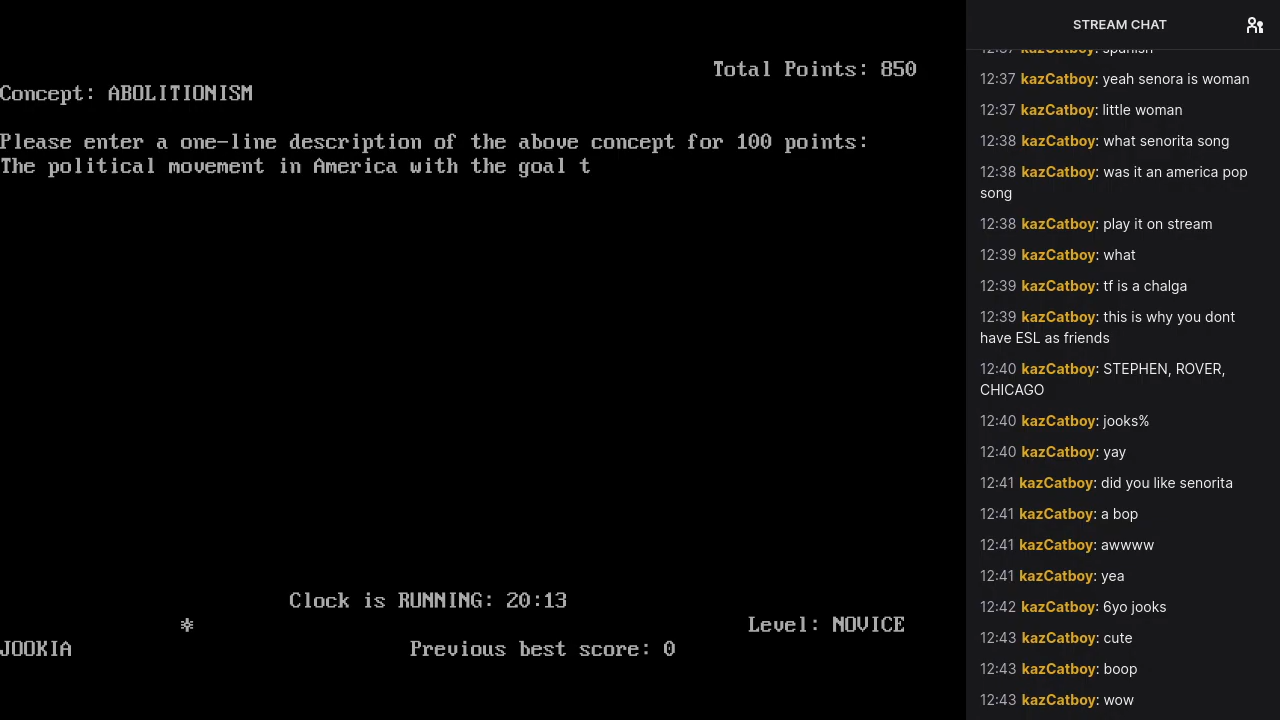 Total Points: 850
Concept: ABOLITIONISM
Please enter a one-line description of the above concept for 100 points:
The political movement in America with the goal t
Clock is RUNNING: 20:13
*
Level: NOVICE
JOOKIA
Previous best score: 0
STREAM CHAT
12:37 kazCatboy: spanish
12:37 kazCatboy: yeah senora is woman
12:37 kazCatboy: little woman
12:38 kazCatboy: what senorita song
12:38 kazCatboy: was it an america pop
song
12:38 kazCatboy: play it on stream
12:39 kazCatboy: what
12:39 kazCatboy: tf is a chalga
12:39 kazCatboy: this is why you dont
have ESL as friends
12:40 kazCatboy: STEPHEN, ROVER,
CHICAGO
12:40 kazCatboy: jooks%
12:40 kazCatboy: yay
12:41 kazCatboy: did you like senorita
12:41 kazCatboy: a bop
12:41 kazCatboy: awwww
12:41 kazCatboy: yea
12:42 kazCatboy: 6yo jooks
12:43 kazCatboy: cute
12:43 kazCatboy: boop
12:43 kazCatboy: wow